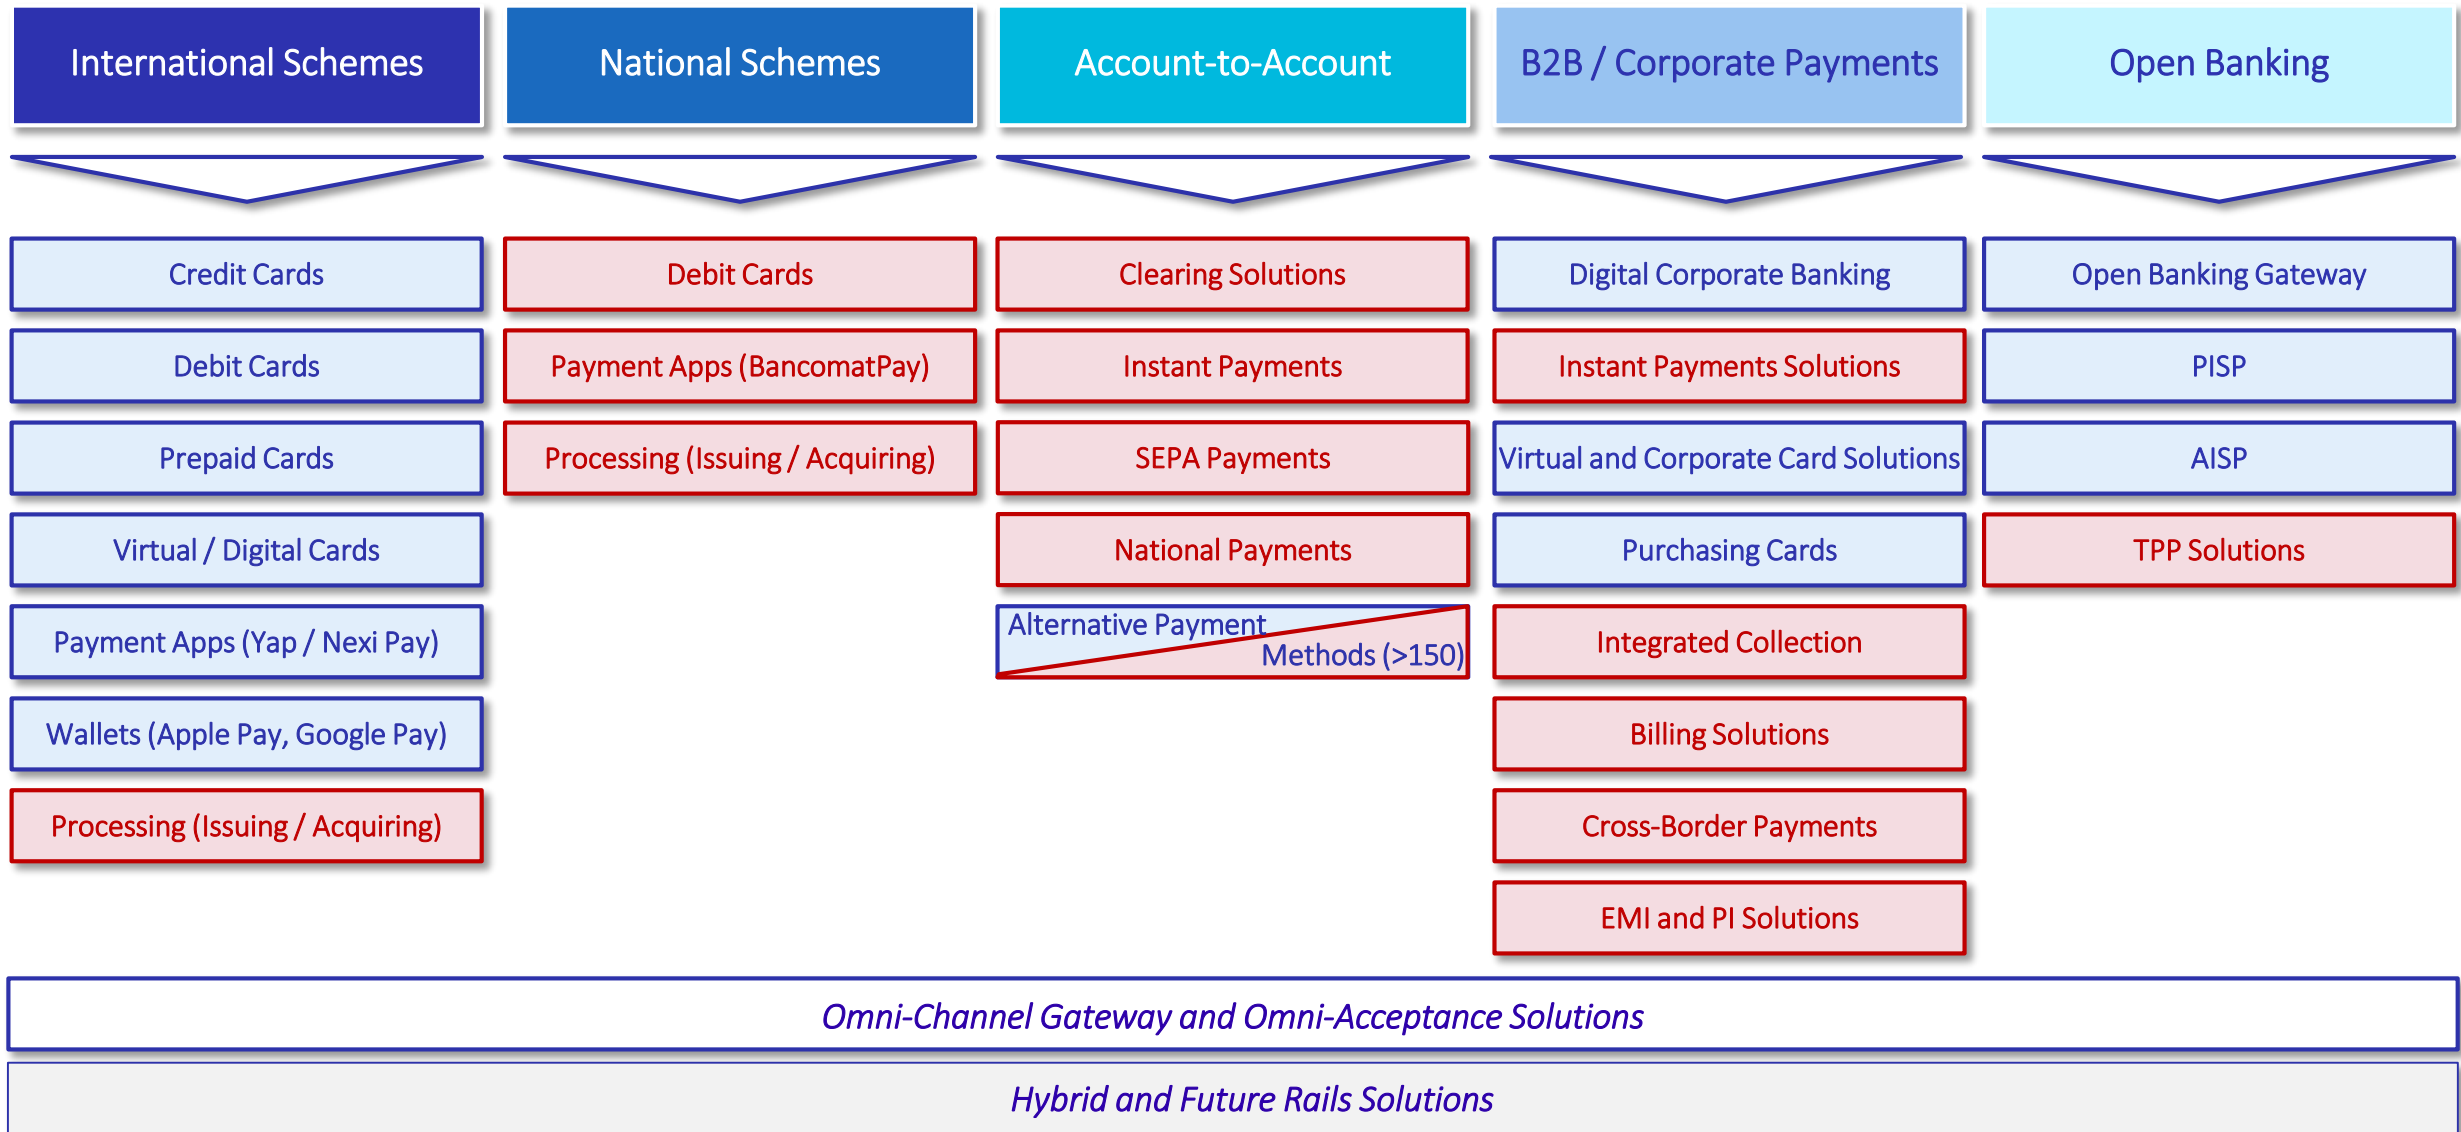 International Schemes
National Schemes
Account-to-Account
B2B / Corporate Payments
Open Banking
Credit Cards
Debit Cards
Prepaid Cards
Virtual / Digital Cards
Payment Apps (Yap / Nexi Pay)
Wallets (Apple Pay, Google Pay)
Processing (Issuing / Acquiring)
Debit Cards
Payment Apps (BancomatPay)
Processing (Issuing / Acquiring)
Clearing Solutions
Instant Payments
SEPA Payments
National Payments
Alternative Payment
Methods (>150)
Digital Corporate Banking
Instant Payments Solutions
Virtual and Corporate Card Solutions
Purchasing Cards
Integrated Collection
Billing Solutions
Cross-Border Payments
EMI and PI Solutions
Open Banking Gateway
PISP
AISP
TPP Solutions
Omni-Channel Gateway and Omni-Acceptance Solutions
Hybrid and Future Rails Solutions